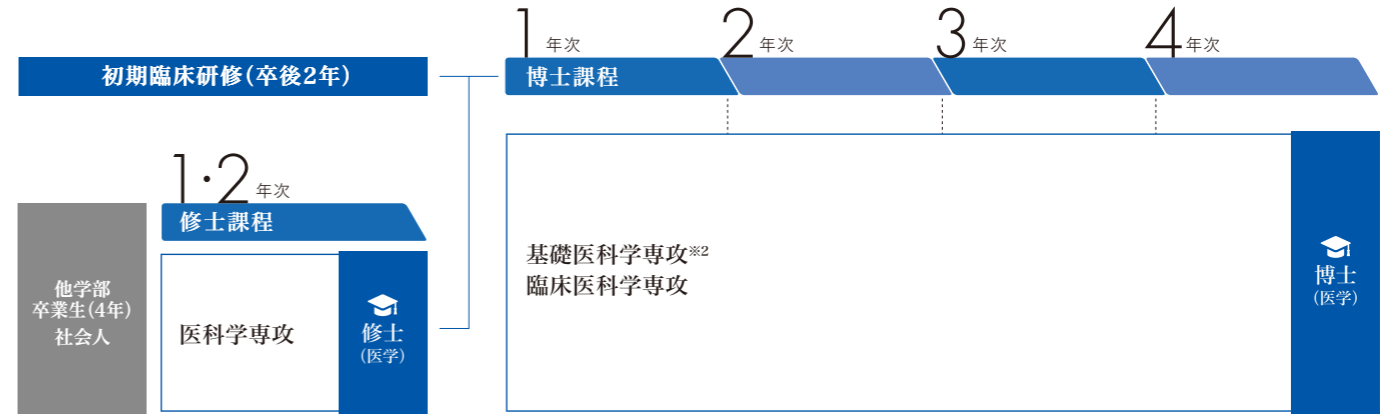 初期臨床研修(卒後2年)
1年次
2年次
3年次
4年次
博士課程
1・2年次
修士課程
他学部
卒業生(4年)
社会人
医科学専攻
修士
(医学)
基礎医科学専攻※2
臨床医科学専攻
博士
(医学)